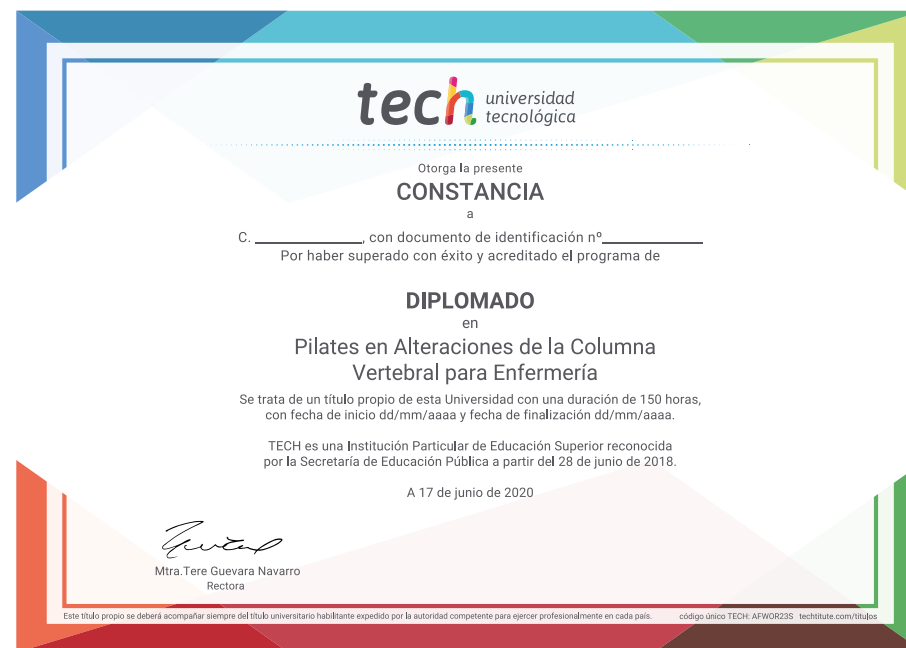 tech universidad
tecnológica
Otorga la presente
CONSTANCIA
a
C. ____________, con documento de identificación nº____________
Por haber superado con éxito y acreditado el programa de
DIPLOMADO
en
Pilates en Alteraciones de la Columna
Vertebral para Enfermería
Se trata de un título propio de esta Universidad con una duración de 150 horas,
con fecha de inicio dd/mm/aaaa y fecha de finalización dd/mm/aaaa.
TECH es una Institución Particular de Educación Superior reconocida
por la Secretaría de Educación Pública a partir del 28 de junio de 2018.
A 17 de junio de 2020
Mtra.Tere Guevara Navarro
Rectora
Este título propio se deberá acompañar siempre del título universitario habilitante expedido por la autoridad competente para ejercer profesionalmente en cada país. código único TECH: AFWOR23S techtitute.com/titulos